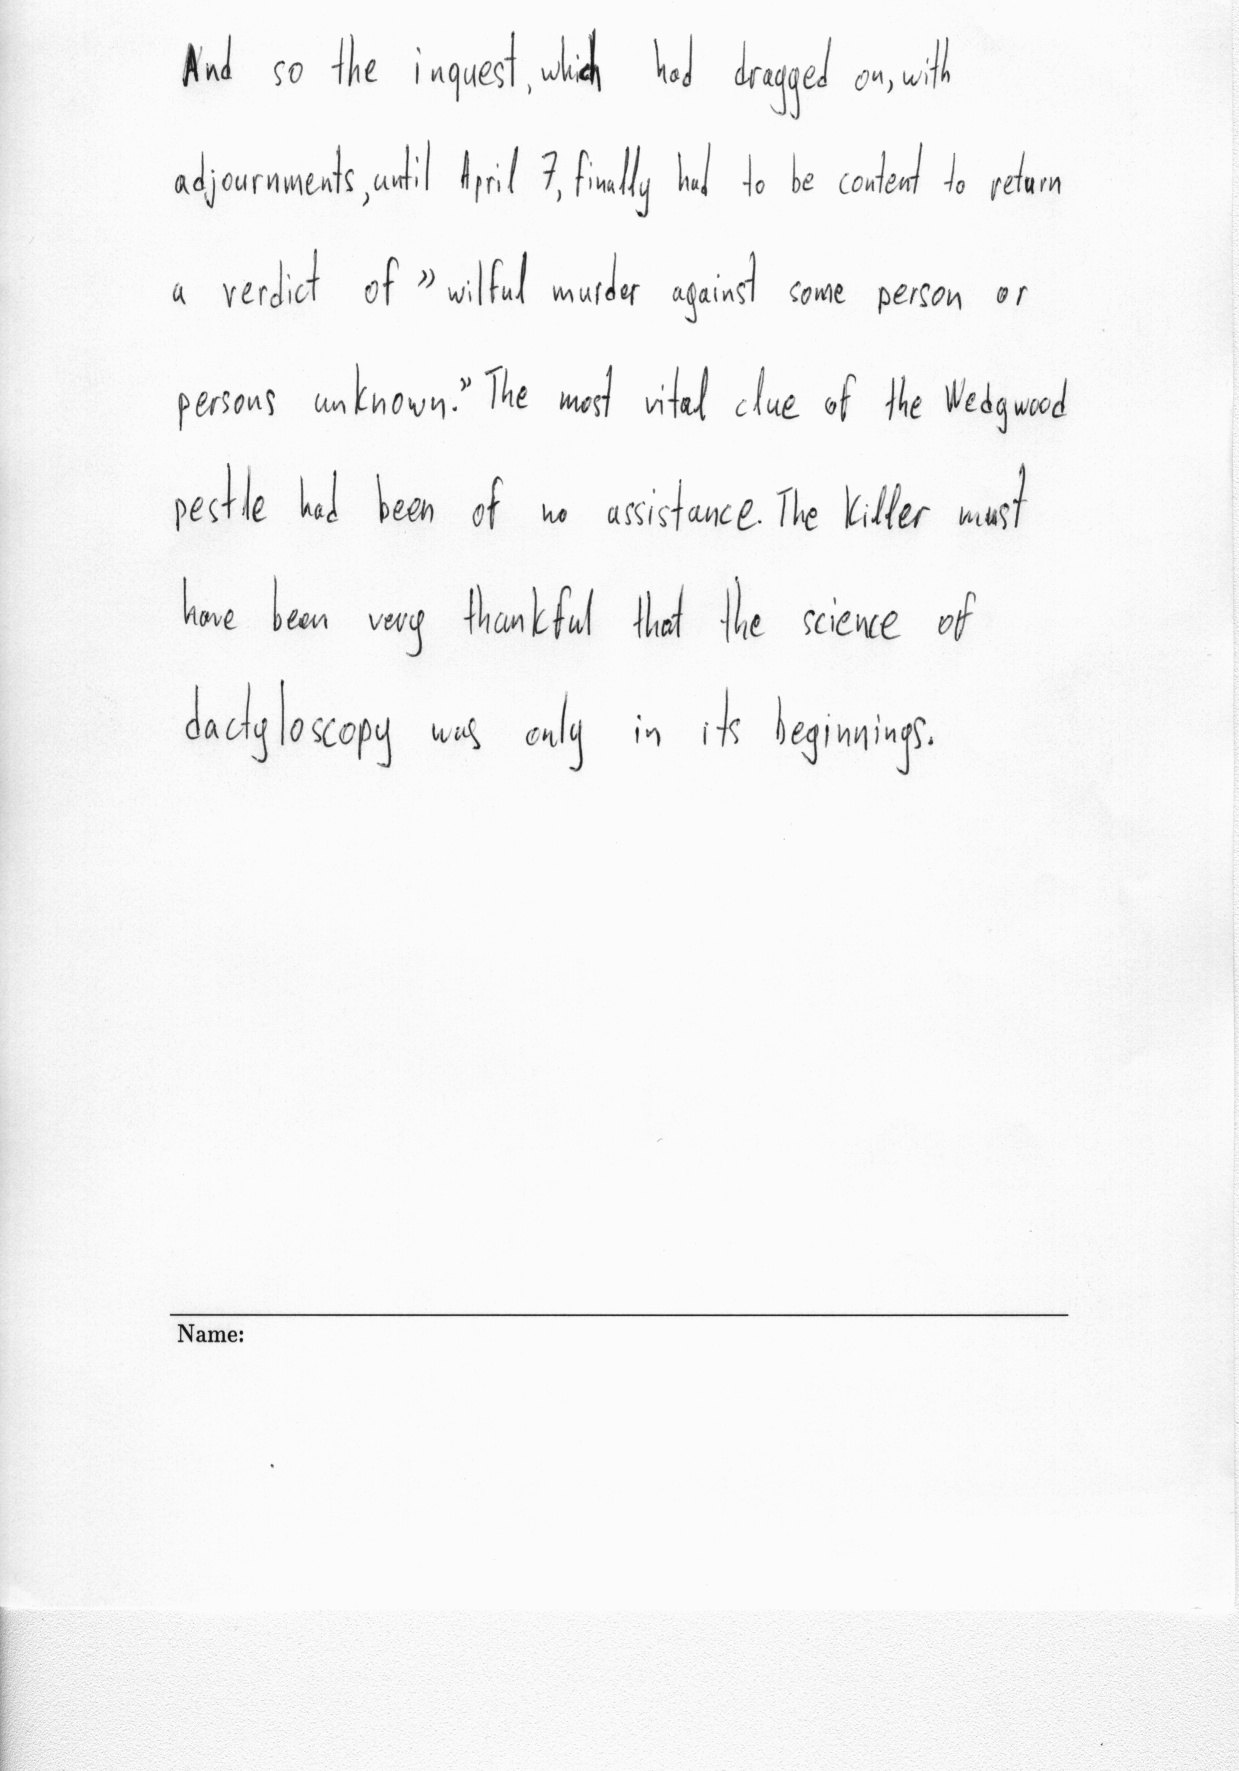 And so the inquest, which had dragged on, with
adjournments, until April 7, finally had to be content to return
a verdict of "wilful murder against some person or
persons unknown." The most vital clue of the Wedgwood
pestle had been of no assistance. The killer must
have been very thankful that the science of
dactyloscopy was only in its beginnings.
Name: